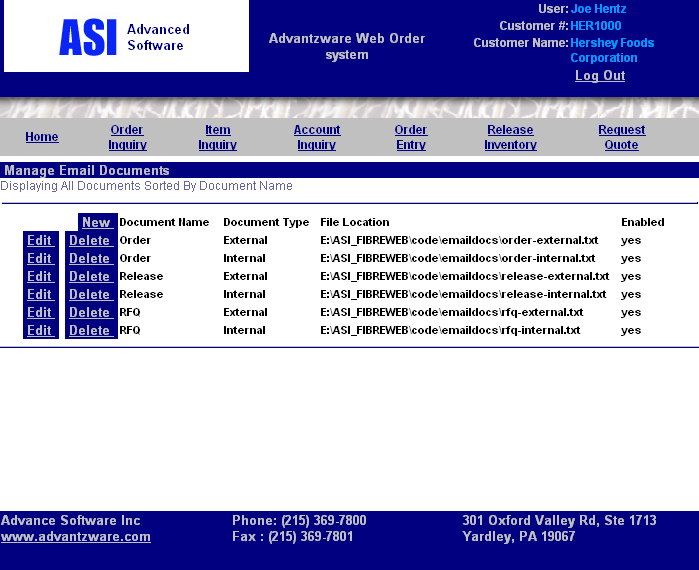 ASI Advanced Software
Advantzware Web Order system
User: Joe Hentz
Customer #: HER1000
Customer Name: Hershey Foods Corporation
Log Out
Home Order Inquiry Item Inquiry Account Inquiry Order Entry Release Inventory Request Quote
Manage Email Documents
Displaying All Documents Sorted By Document Name
New Document Name Document Type File Location Enabled
Edit Delete Order External E:\ASI_FIBREWEB\code\emaildocs\order-external.txt yes
Edit Delete Order Internal E:\ASI_FIBREWEB\code\emaildocs\order-internal.txt yes
Edit Delete Release External E:\ASI_FIBREWEB\code\emaildocs\release-external.txt yes
Edit Delete Release Internal E:\ASI_FIBREWEB\code\emaildocs\release-internal.txt yes
Edit Delete RFQ External E:\ASI_FIBREWEB\code\emaildocs\rfq-external.txt yes
Edit Delete RFQ Internal E:\ASI_FIBREWEB\code\emaildocs\rfq-internal.txt yes
Advance Software Inc Phone: (215) 369-7800 301 Oxford Valley Rd, Ste 1713
www.advantzware.com Fax : (215) 369-7801 Yardley, PA 19067